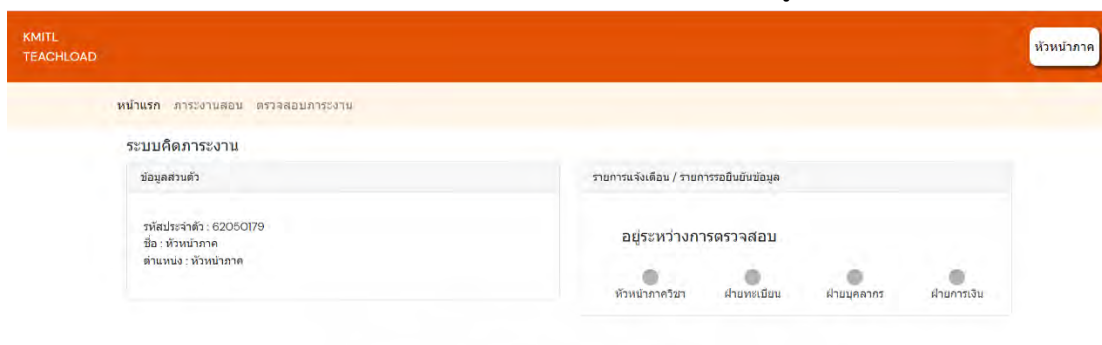 KMITL
TEACHLOAD
หัวหน้าภาค
หน้าแรก ภาระงานสอน ตรวจสอบภาระงาน
ระบบคิดภาระงาน
ข้อมูลส่วนตัว
รหัสประจำตัว : 62050179
ชื่อ : หัวหน้าภาค
ตำแหน่ง : หัวหน้าภาค
รายการแจ้งเตือน / รายการรอยืนยันข้อมูล
อยู่ระหว่างการตรวจสอบ
หัวหน้าภาควิชา ฝ่ายทะเบียน ฝ่ายบุคลากร ฝ่ายการเงิน